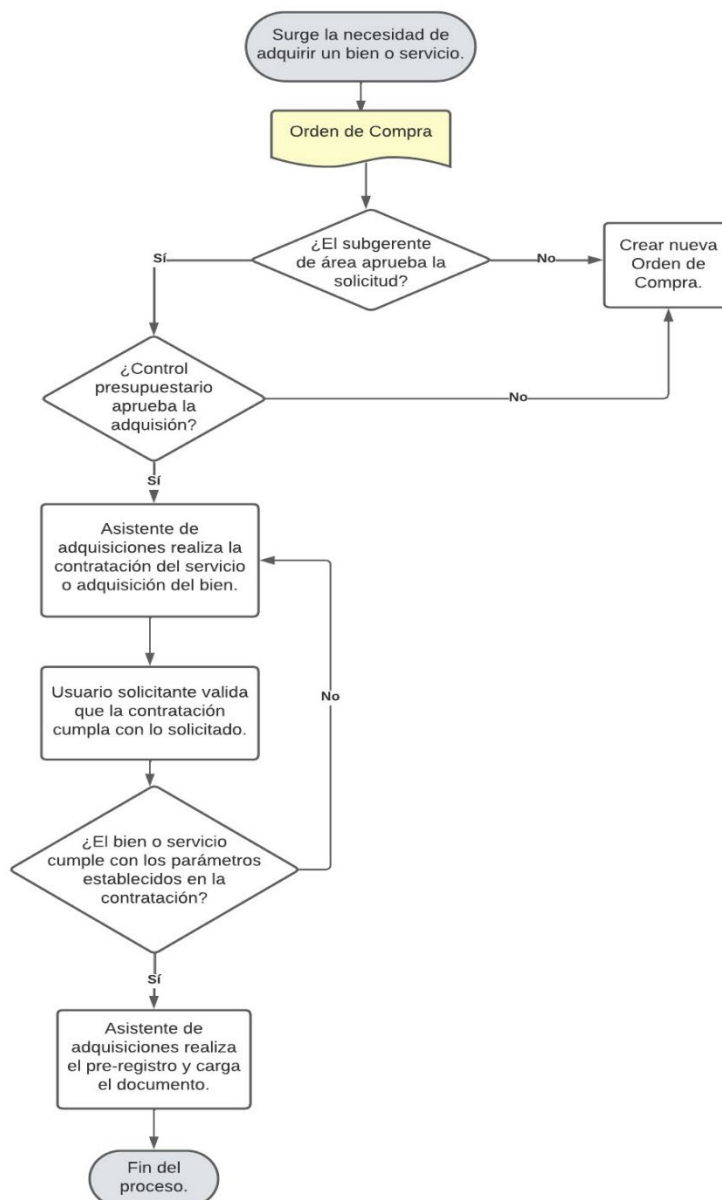 Surge la necesidad de
adquirir un bien o servicio.
Orden de Compra
¿El subgerente
de área aprueba la
solicitud?
Sí
No
Crear nueva
Orden de
Compra.
¿Control
presupuestario
aprueba la
adquisión?
No
Sí
Asistente de
adquisiciones realiza la
contratación del servicio
o adquisición del bien.
Usuario solicitante valida
que la contratación
cumpla con lo solicitado.
No
¿El bien o servicio
cumple con los parámetros
establecidos en la
contratación?
Sí
Asistente de
adquisiciones realiza
el pre-registro y carga
el documento.
Fin del
proceso.